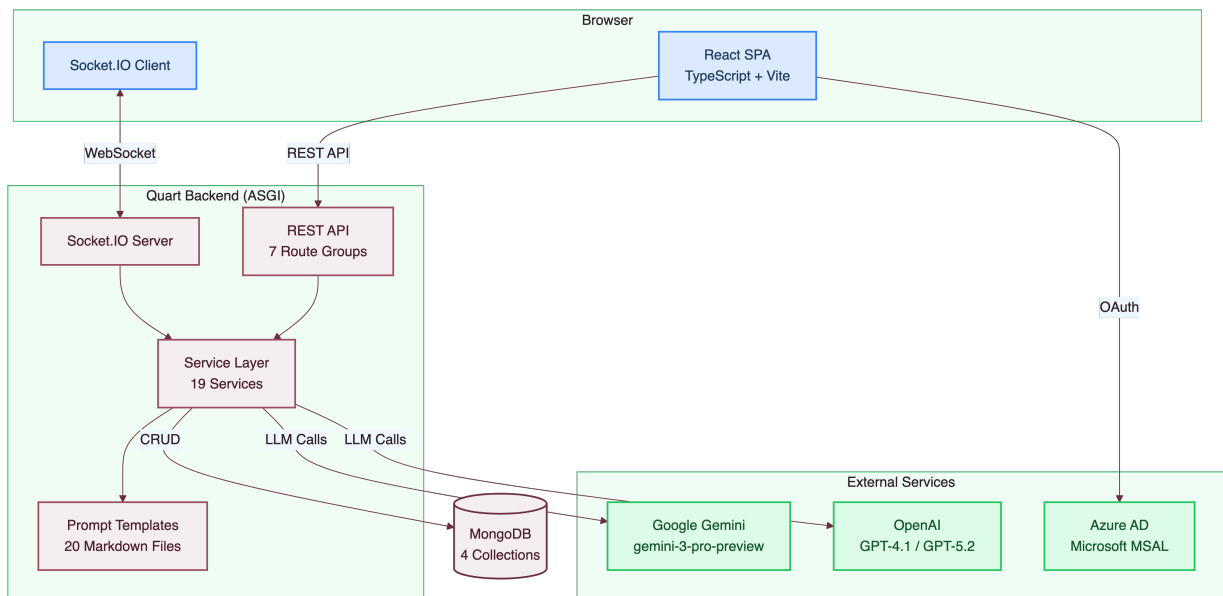 Browser
Socket.IO Client
React SPA
TypeScript + Vite
WebSocket
REST API
OAuth
Quart Backend (ASGI)
Socket.IO Server
REST API
7 Route Groups
Service Layer
19 Services
CRUD
LLM Calls
LLM Calls
Prompt Templates
20 Markdown Files
MongoDB
4 Collections
External Services
Google Gemini
gemini-3-pro-preview
OpenAI
GPT-4.1 / GPT-5.2
Azure AD
Microsoft MSAL